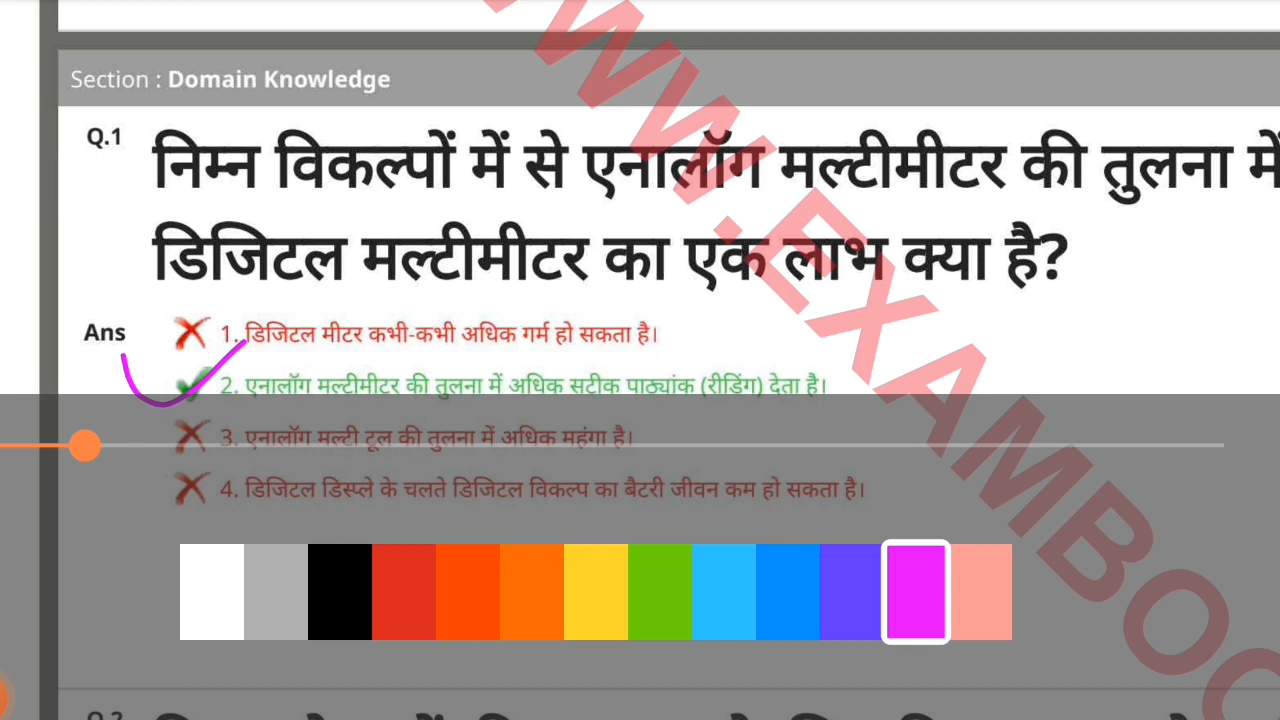 Section : Domain Knowledge
Q.1 निम्न विकल्पों में से एनालॉग मल्टीमीटर की तुलना में
डिजिटल मल्टीमीटर का एक लाभ क्या है?
Ans 1. डिजिटल मीटर कभी-कभी अधिक गर्म हो सकता है।
2. एनालॉग मल्टीमीटर की तुलना में अधिक सटीक पाठ्यांक (रीडिंग) देता है।
3. एनालॉग मल्टी टूल की तुलना में अधिक महंगा है।
4. डिजिटल डिस्प्ले के चलते डिजिटल विकल्प का बैटरी जीवन कम हो सकता है।
WWW.EXAMBOO